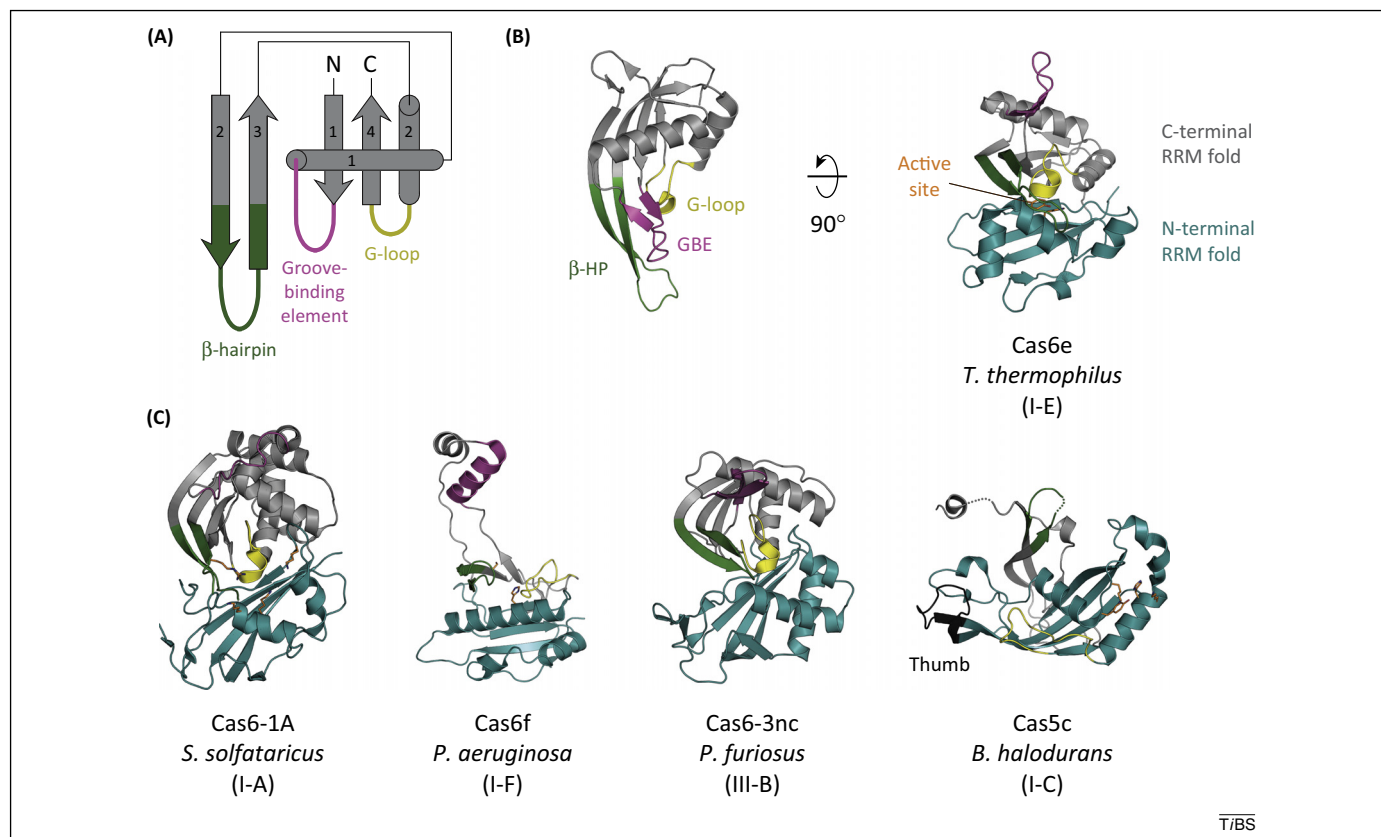 (A)
N C
2 3 1 4 2
1
G-loop
Groove-
binding
element
β-hairpin
(B)
G-loop
GBE
β-HP
90°
Active
site
C-terminal
RRM fold
N-terminal
RRM fold
Cas6e
T. thermophilus
(I-E)
(C)
Cas6-1A
S. solfataricus
(I-A)
Cas6f
P. aeruginosa
(I-F)
Cas6-3nc
P. furiosus
(III-B)
Thumb
Cas5c
B. halodurans
(I-C)
TiBS